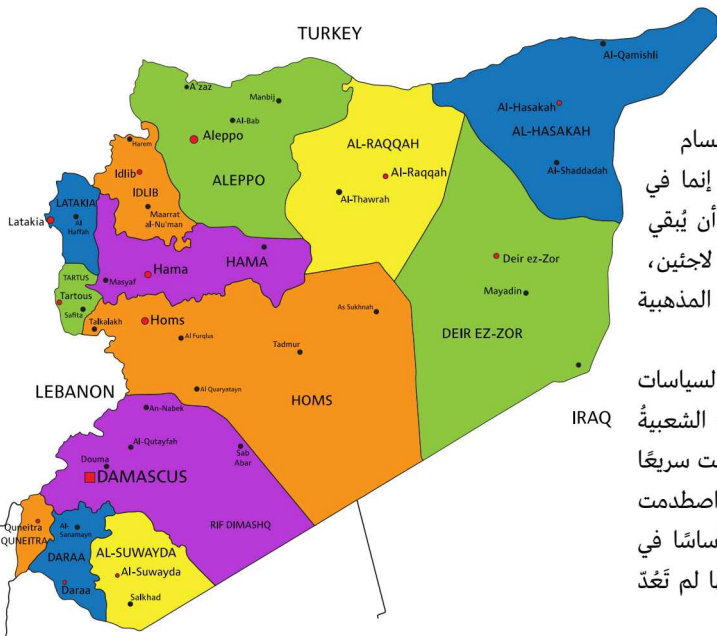 TURKEY
Al-Qamishli
A'zaz
Manbij
Al-Hasakah
Al-Bab
AL-HASAKAH
Aleppo
Harem
AL-RAQQAH
Al-Shaddadah
Idlib
ALEPPO
Al-Raqqah
IDLIB
Al-Thawrah
LATAKIA
Maarrat
al-Nu'man
Latakia
Al
Haffah
HAMA
Deir ez-Zor
TARTUS
Masyaf
Hama
Mayadin
Tartous
As Sukhnah
Safita
Homs
DEIR EZ-ZOR
Talkalakh
Al Furqlus
Tadmur
LEBANON
Al Quaryatayn
HOMS
An-Nabek
IRAQ
Al-Qutayfah
Sab
Abar
Douma
DAMASCUS
Quneitra
QUNEITRA
Al-
Sanamayn
RIF DIMASHQ
DARAA
AL-SUWAYDA
Al-Suwayda
Daraa
Salkhad
إنما في
أن يُبقي
لاجئين،
المذهبية
السياسات
الشعبيةُ
سريعًا
اصطدمت
في
لم تَعُدّ